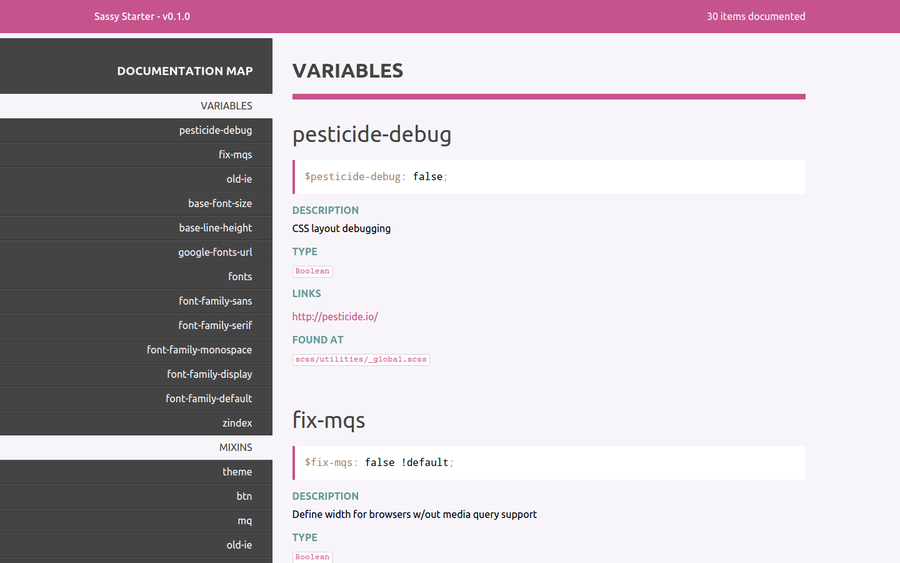 Sassy Starter - v0.1.0
30 items documented
DOCUMENTATION MAP
VARIABLES
pesticide-debug
fix-mqs
old-ie
base-font-size
base-line-height
google-fonts-url
fonts
font-family-sans
font-family-serif
font-family-monospace
font-family-display
font-family-default
zindex
MIXINS
theme
btn
mq
old-ie
VARIABLES
pesticide-debug
$pesticide-debug: false;
DESCRIPTION
CSS layout debugging
TYPE
Boolean
LINKS
http://pesticide.io/
FOUND AT
scss/utilities/_global.scss
fix-mqs
$fix-mqs: false !default;
DESCRIPTION
Define width for browsers w/out media query support
TYPE
Boolean